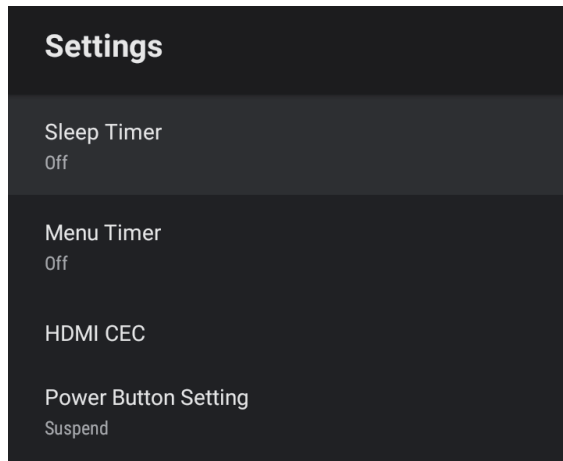 Settings
Sleep Timer
Off
Menu Timer
Off
HDMI CEC
Power Button Setting
Suspend